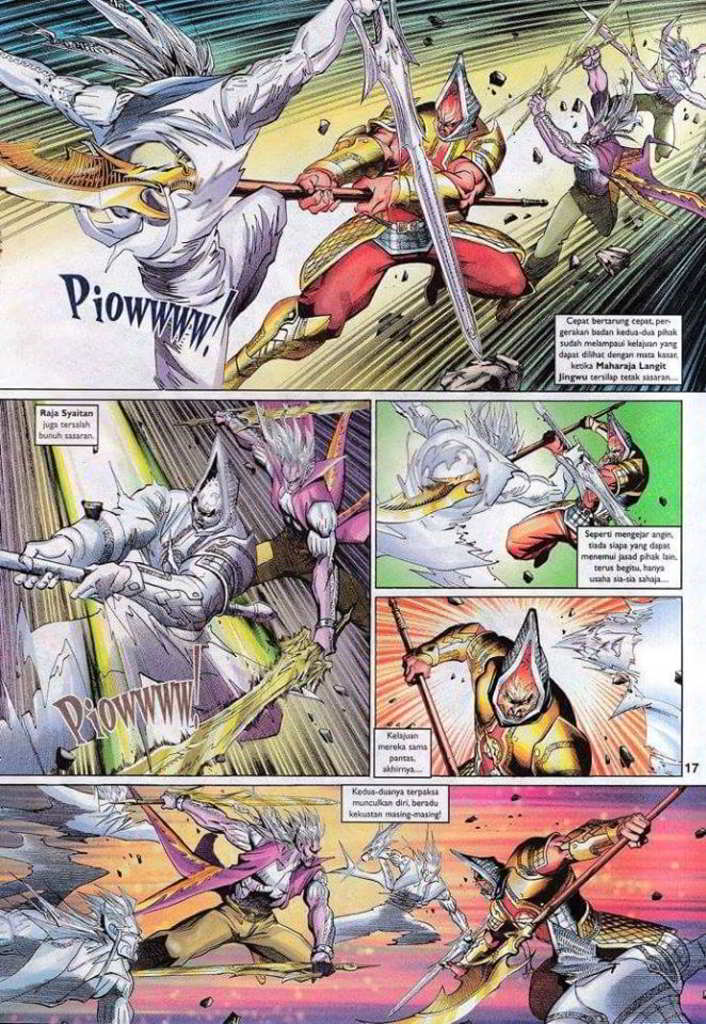 Piowwww!
Cepat bertarung cepat, per-
gerakan badan kedua-dua pihak
sudah melampaui kelajuan yang
dapat dilihat dengan mata kasar,
ketika Maharaja Langit
Jingwu tersilap tetak sasaran....
Raja Syaitan
juga tersalah
bunuh sasaran.
Piowwww!
Seperti mengejar angin,
tiada siapa yang dapat
menemui jasad pihak lain,
terus begitu, hanya
usaha sia-sia sahaja....
Kelajuan
mereka sama
pantas,
akhirnya....
17
Kedua-duanya terpaksa
munculkan diri, beradu
kekuatan masing-masing!